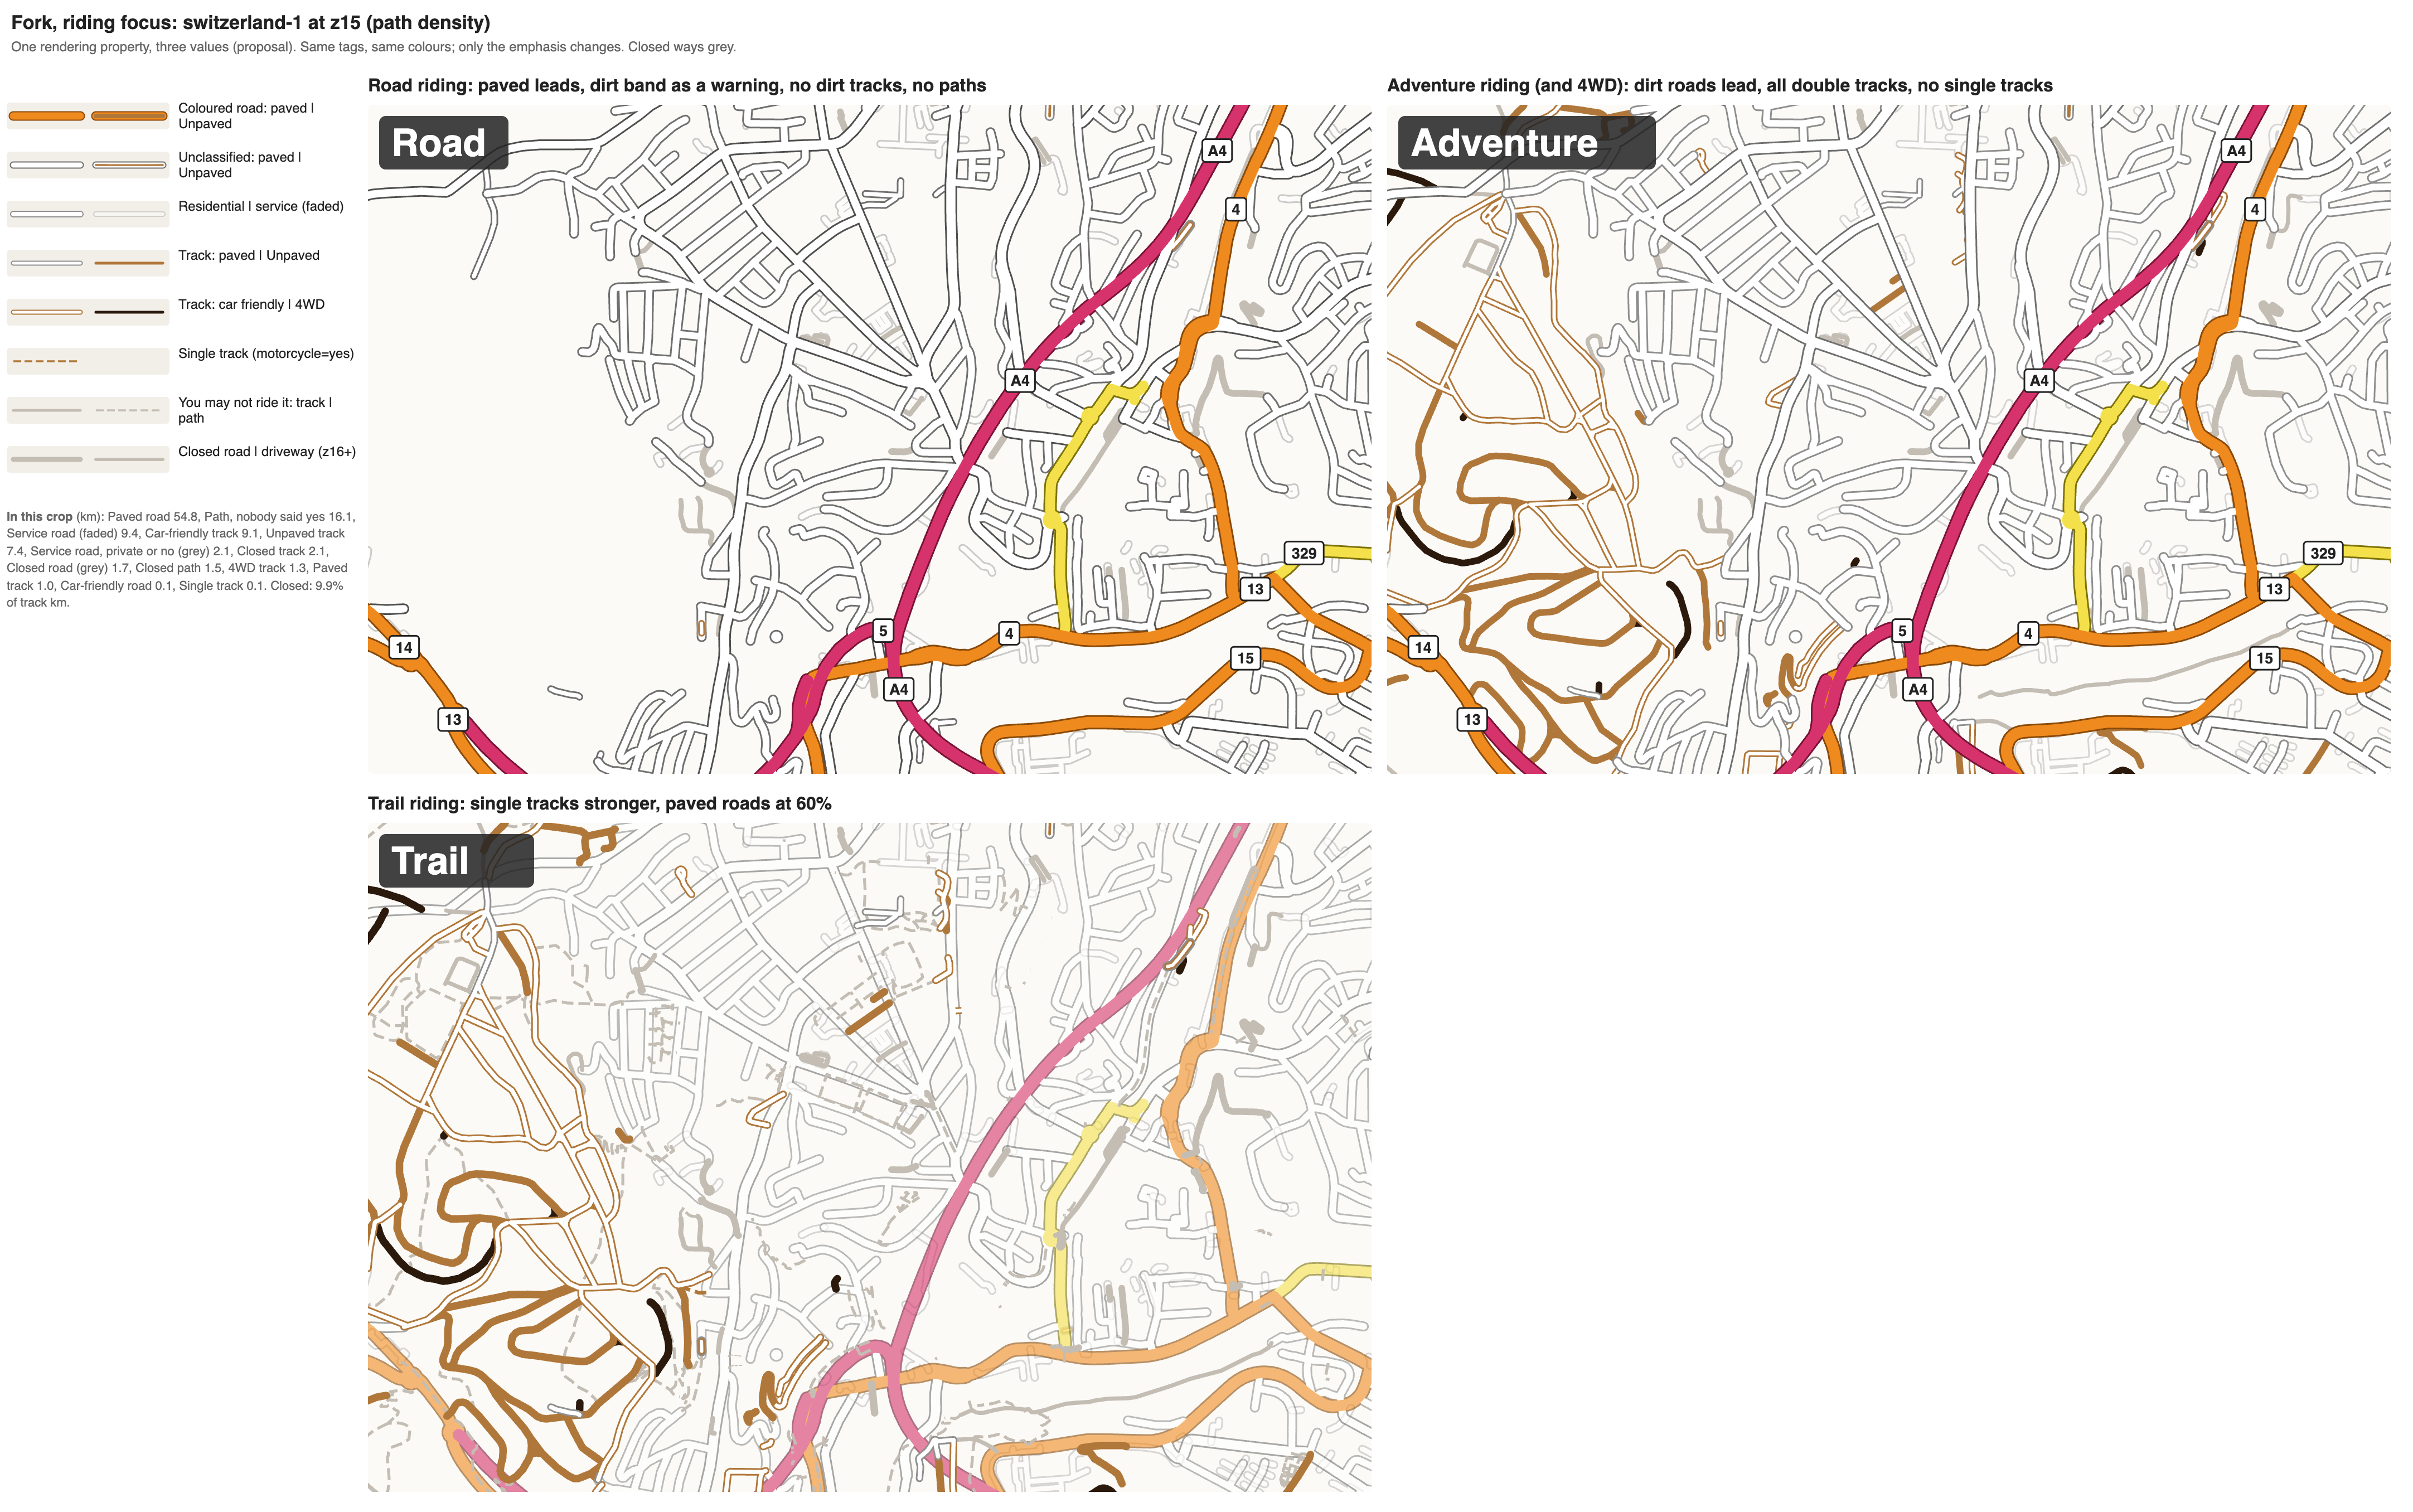 Fork, riding focus: switzerland-1 at z15 (path density)
One rendering property, three values (proposal). Same tags, same colours; only the emphasis changes. Closed ways grey.
Coloured road: paved |
Unpaved
Unclassified: paved |
Unpaved
Residential | service (faded)
Track: paved | Unpaved
Track: car friendly | 4WD
Single track (motorcycle=yes)
You may not ride it: track |
path
Closed road | driveway (z16+)
In this crop (km): Paved road 54.8, Path, nobody said yes 16.1,
Service road (faded) 9.4, Car-friendly track 9.1, Unpaved track
7.4, Service road, private or no (grey) 2.1, Closed track 2.1,
Closed road (grey) 1.7, Closed path 1.5, 4WD track 1.3, Paved
track 1.0, Car-friendly road 0.1, Single track 0.1. Closed: 9.9%
of track km.
Road riding: paved leads, dirt band as a warning, no dirt tracks, no paths
Road
A4
4
A4
329
13
5
4
14
15
A4
13
Adventure riding (and 4WD): dirt roads lead, all double tracks, no single tracks
Adventure
A4
4
A4
329
13
5
4
14
15
A4
13
Trail riding: single tracks stronger, paved roads at 60%
Trail